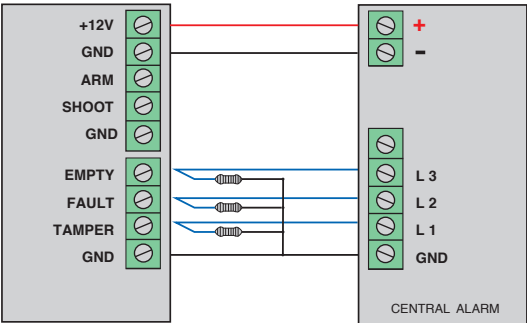 +12V
GND
ARM
SHOOT
GND
EMPTY
FAULT
TAMPER
GND
+
-
L 3
L 2
L 1
GND
CENTRAL ALARM